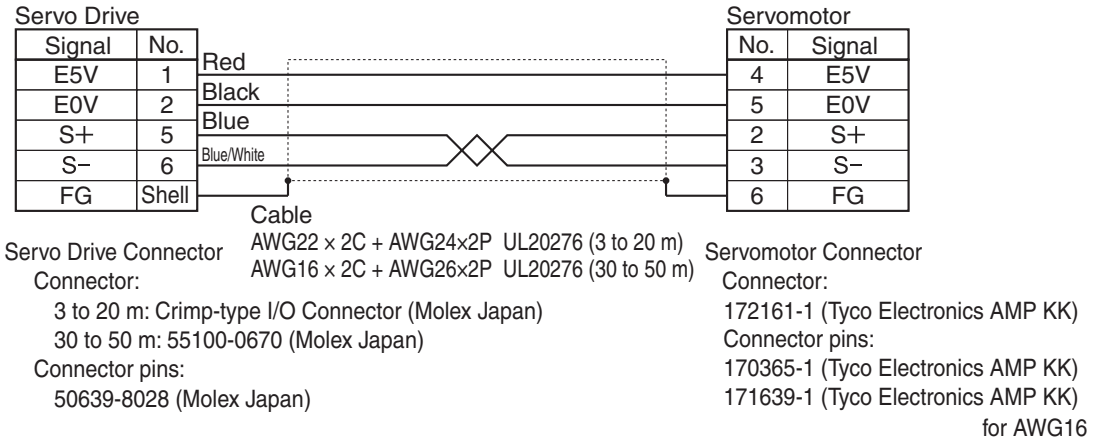 Servo Drive Servomotor
Signal No. Red No. Signal
E5V 1 Black 4 E5V
E0V 2 Blue 5 E0V
S+ 5 Blue/White 2 S+
S− 6 3 S−
FG Shell 6 FG
Cable
AWG22 × 2C + AWG24×2P UL20276 (3 to 20 m)
AWG16 × 2C + AWG26×2P UL20276 (30 to 50 m)
Servo Drive Connector
Connector:
3 to 20 m: Crimp-type I/O Connector (Molex Japan)
30 to 50 m: 55100-0670 (Molex Japan)
Connector pins:
50639-8028 (Molex Japan)
Servomotor Connector
Connector:
172161-1 (Tyco Electronics AMP KK)
Connector pins:
170365-1 (Tyco Electronics AMP KK)
171639-1 (Tyco Electronics AMP KK)
for AWG16